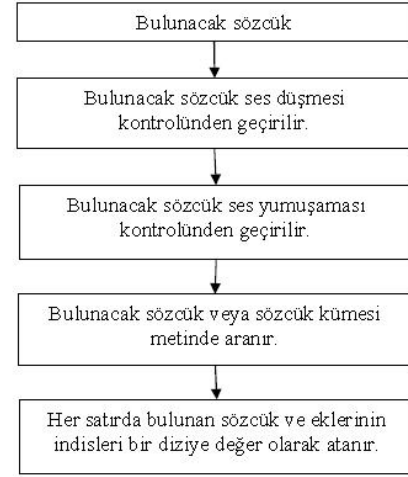 Bulunacak sözcük
Bulunacak sözcük ses düşmesi
kontrolünden geçirilir.
Bulunacak sözcük ses yumuşaması
kontrolünden geçirilir.
Bulunacak sözcük veya sözcük kümesi
metinde aranır.
Her satırda bulunan sözcük ve eklerinin
indisleri bir diziye değer olarak atanır.